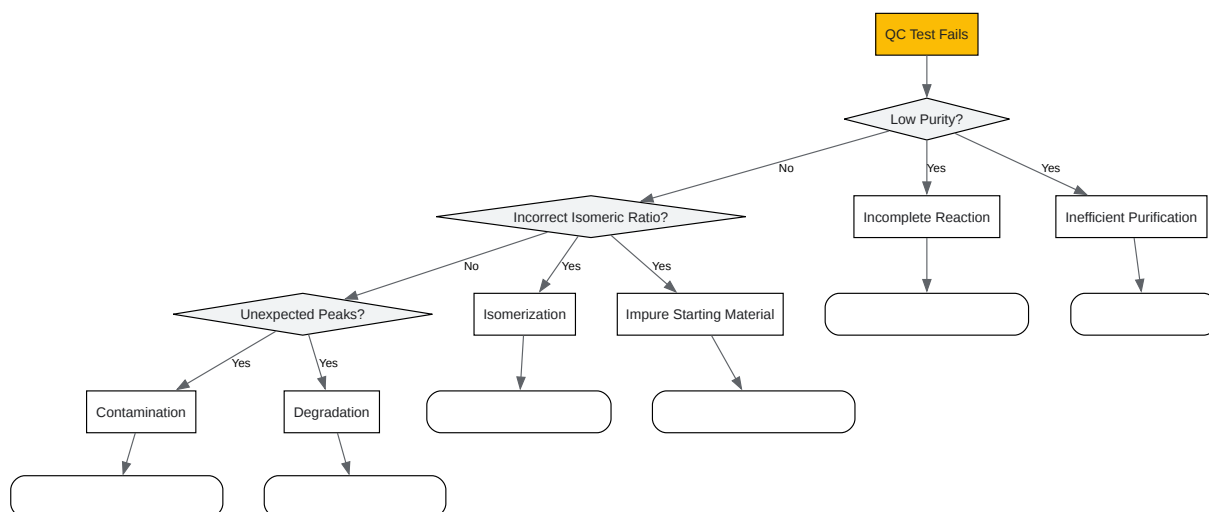 QC Test Fails
Low Purity?
No
Yes
Yes
Incorrect Isomeric Ratio?
Incomplete Reaction
Inefficient Purification
No
Yes
Yes
Unexpected Peaks?
Isomerization
Impure Starting Material
Yes
Yes
Contamination
Degradation